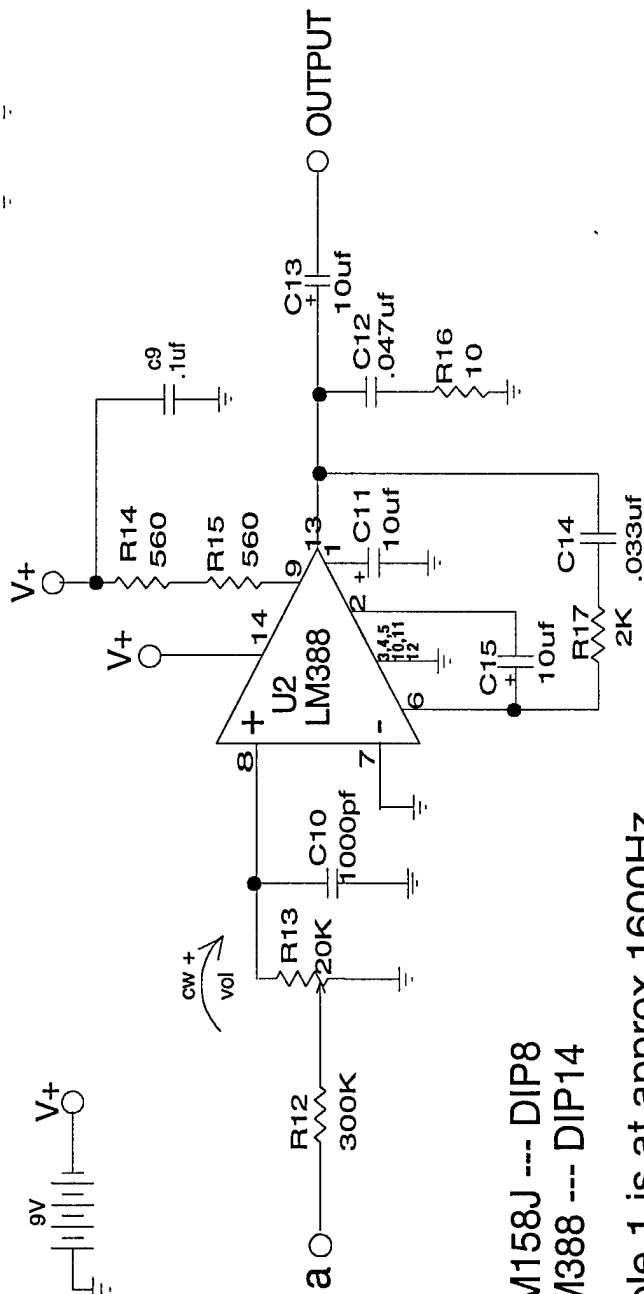 9V
V+
cw +
vol
a
R12
300K
R13
20K
C10
1000pf
8
7
+
-
U2
LM388
V+
14
V+
R14
560
R15
560
9
c9
.1uf
13
1
C11
10uf
2
3,4,5
10,11
12
6
C15
+
10uf
R17
2K
C14
.033uf
C12
.047uf
R16
10
C13
+
10uf
OUTPUT
+
M158J --- DIP8
M388 --- DIP14
ole 1 is at approx 1600Hz